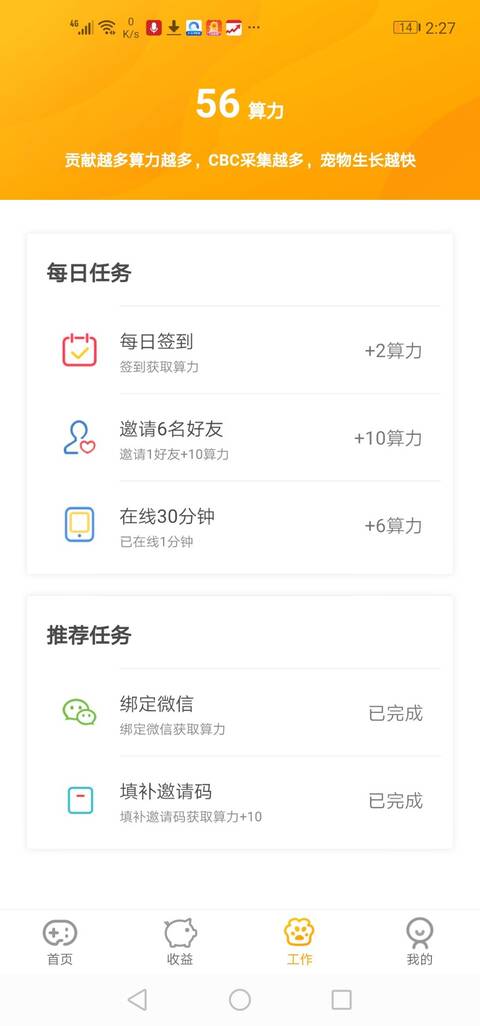 4G
0
K/s
14
2:27
56 算力
贡献越多算力越多，CBC采集越多，宠物生长越快
每日任务
每日签到
+2算力
签到获取算力
邀请6名好友
+10算力
邀请1好友+10算力
在线30分钟
+6算力
已在线1分钟
推荐任务
绑定微信
已完成
绑定微信获取算力
填补邀请码
已完成
填补邀请码获取算力+10
首页
收益
工作
我的